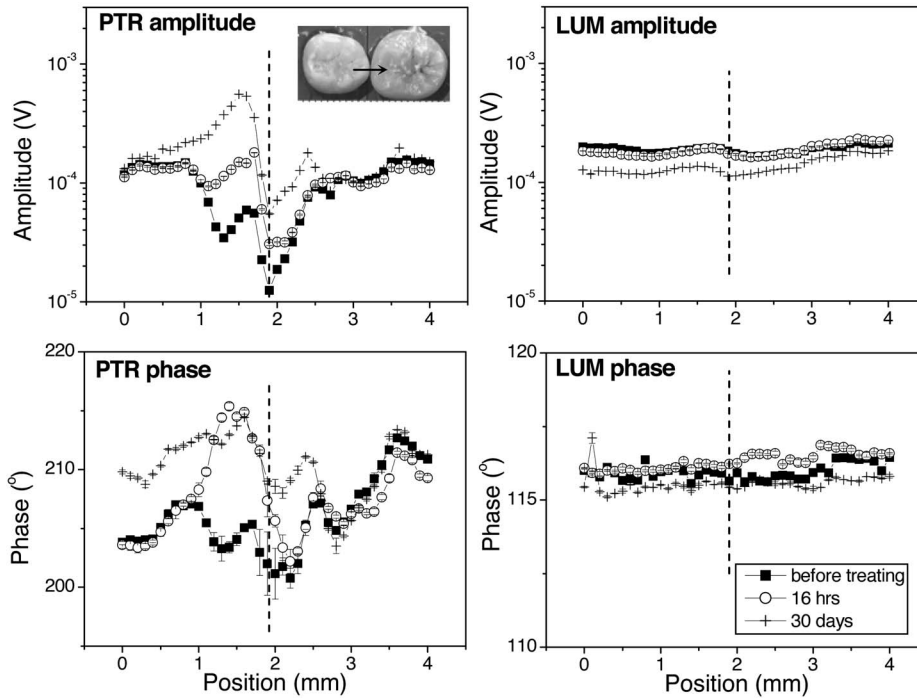 PTR amplitude
10⁻³
10⁻⁴
10⁻⁵
Amplitude (V)
0 1 2 3 4
LUM amplitude
10⁻³
10⁻⁴
10⁻⁵
Amplitude (V)
0 1 2 3 4
PTR phase
220
210
200
Phase (°)
0 1 2 3 4
Position (mm)
LUM phase
120
115
110
Phase (°)
before treating
16 hrs
30 days
0 1 2 3 4
Position (mm)